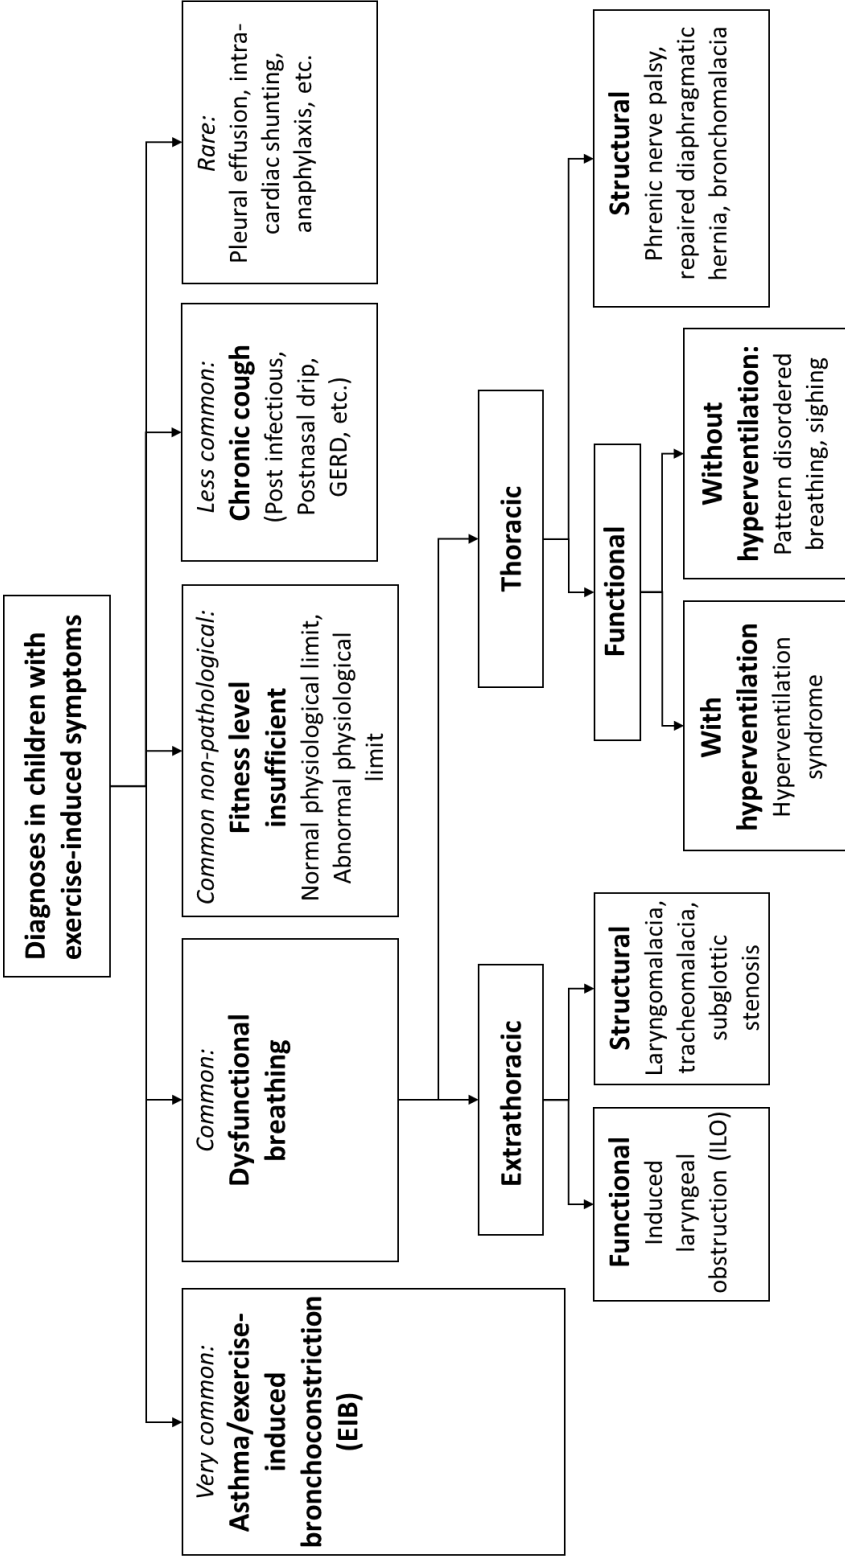 Diagnoses in children with
exercise-induced symptoms
Very common:
Asthma/exercise-
induced
bronchoconstriction
(EIB)
Common:
Dysfunctional
breathing
Common non-pathological:
Fitness level
insufficient
Normal physiological limit,
Abnormal physiological
limit
Less common:
Chronic cough
(Post infectious,
Postnasal drip,
GERD, etc.)
Rare:
Pleural effusion, intra-
cardiac shunting,
anaphylaxis, etc.
Extrathoracic
Thoracic
Functional
Induced
laryngeal
obstruction (ILO)
Structural
Laryngomalacia,
tracheomalacia,
subglottic
stenosis
Functional
Structural
Phrenic nerve palsy,
repaired diaphragmatic
hernia, bronchomalacia
With
hyperventilation
Hyperventilation
syndrome
Without
hyperventilation:
Pattern disordered
breathing, sighing